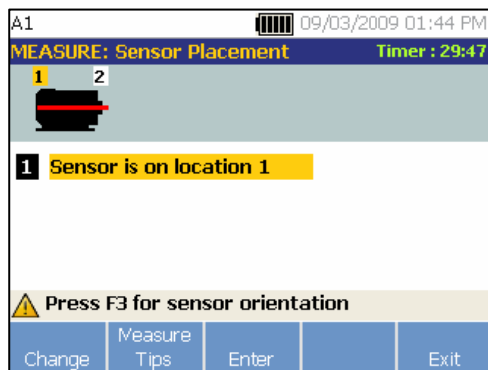 A1 09/03/2009 01:44 PM
MEASURE: Sensor Placement Timer : 29:47
1 2
1 Sensor is on location 1
Press F3 for sensor orientation
Change Measure Tips Enter Exit